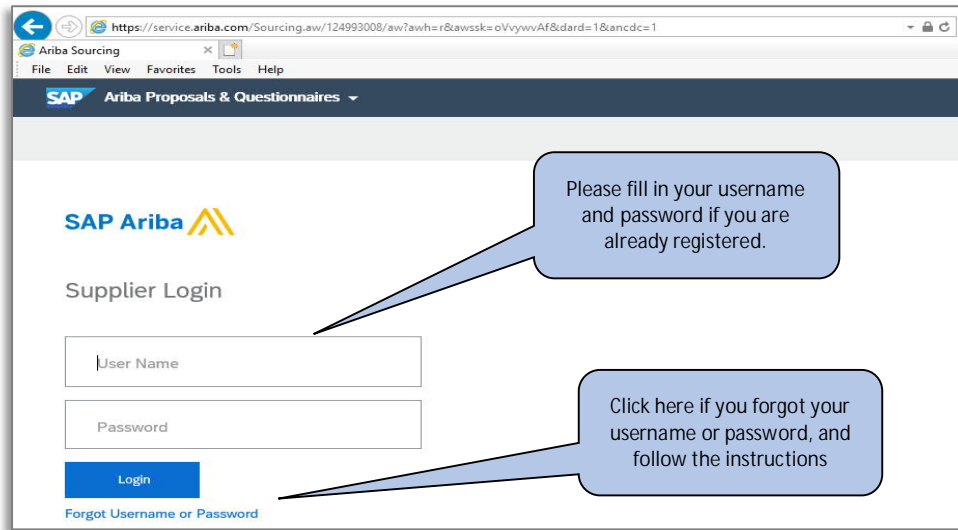 https://service.ariba.com/Sourcing.aw/124993008/aw?awh=r&awssk=oVvywvAf&dard=1&ancdc=1
Ariba Sourcing
File Edit View Favorites Tools Help
SAP Ariba Proposals & Questionnaires
Please fill in your username
and password if you are
already registered.
SAP Ariba
Supplier Login
User Name
Password
Click here if you forgot your
username or password, and
follow the instructions
Login
Forgot Username or Password